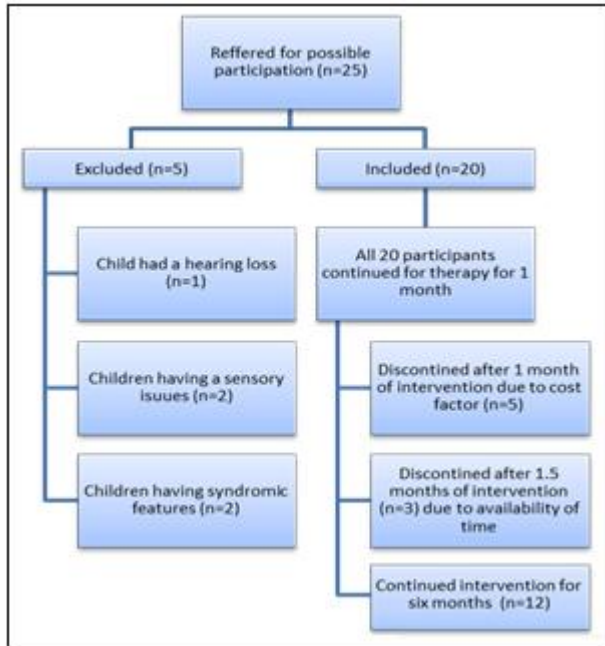 Reffered for possible
participation (n=25)
Excluded (n=5)
Included (n=20)
Child had a hearing loss
(n=1)
Children having a sensory
isuues (n=2)
Children having syndromic
features (n=2)
All 20 participants
continued for therapy for 1
month
Discontined after 1 month
of intervention due to cost
factor (n=5)
Discontined after 1.5
months of intervention
(n=3) due to availability of
time
Continued intervention for
six months (n=12)